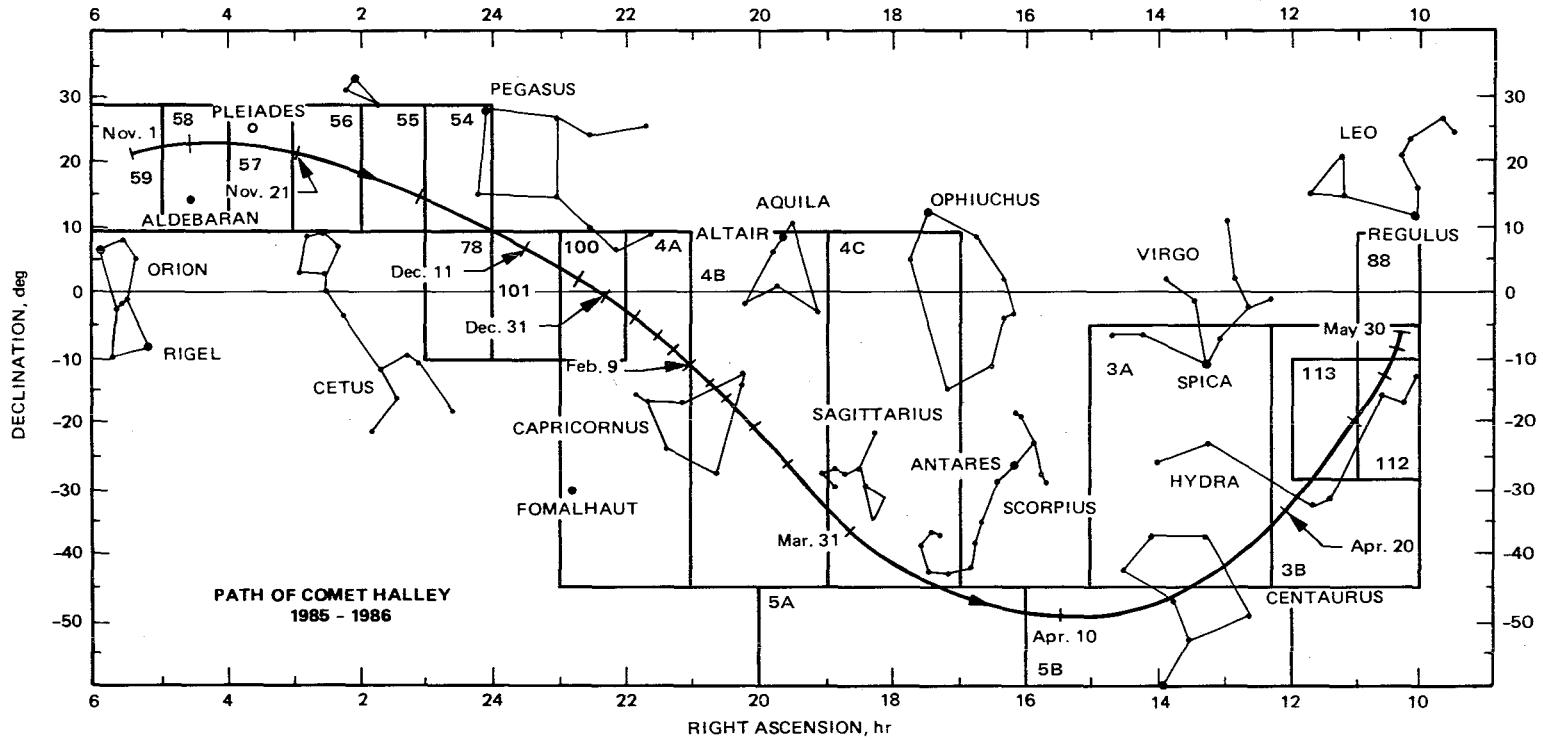 6 4 2 24 22 20 18 16 14 12 10
DECLINATION, deg
30 20 10 0 -10 -20 -30 -40 -50
30 20 10 0 -10 -20 -30 -40 -50
PEGASUS
58 PLEIADES 56 55 54
Nov. 1
57
59
Nov. 21
ALDEBARAN
LEO
AQUILA
OPHIUCHUS
ALTAIR
REGULUS
78 100 4A 4B 4C
88
ORION
Dec. 11
101
VIRGO
Dec. 31
May 30
RIGEL
Feb. 9
3A
SPICA
113
CETUS
CAPRICORNUS
SAGITTARIUS
ANTARES
SCORPIUS
HYDRA
112
FOMALHAUT
Mar. 31
Apr. 20
3B
PATH OF COMET HALLEY
1985 - 1986
5A
CENTAURUS
Apr. 10
5B
6 4 2 24 22 20 18 16 14 12 10
RIGHT ASCENSION, hr